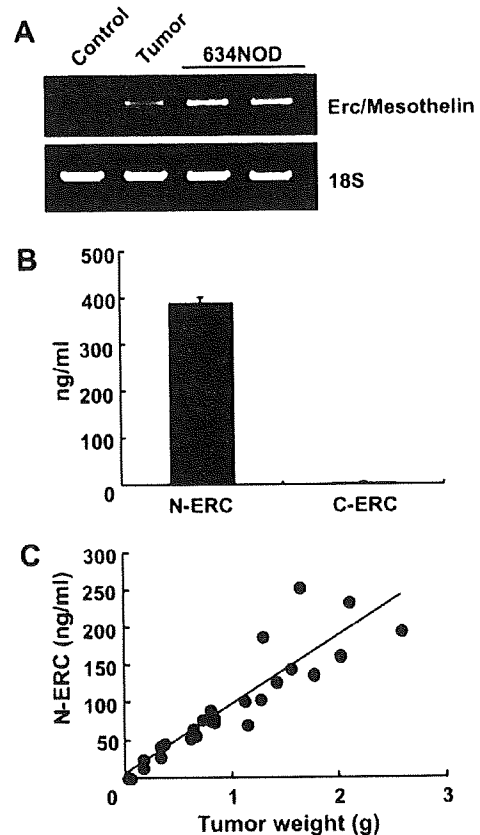 A
Control
Tumor
634NOD
Erc/Mesothelin
18S
B
500
400
300
200
100
0
ng/ml
N-ERC
C-ERC
C
300
250
200
150
100
50
N-ERC (ng/ml)
0
1
2
3
Tumor weight (g)